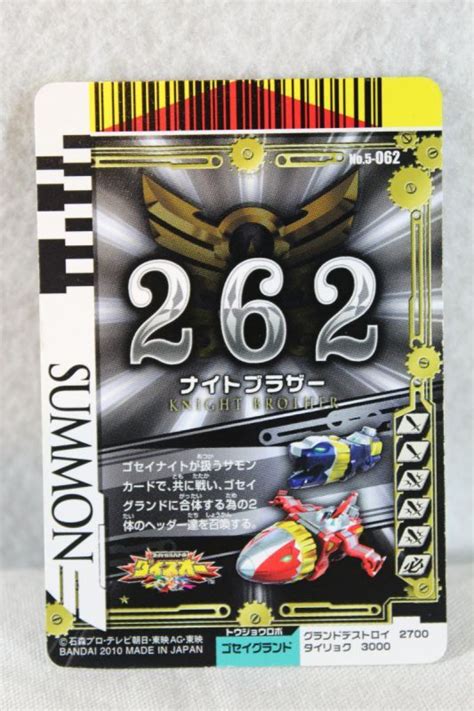 No.5-062
262
ナイトブラザー
KNIGHT BROTHER
SUMMON
ゴセイナイトが扱うサモン
カードで、共に戦い、ゴセイ
グランドに合体する為の2
体のヘッダー達を召喚する。
ダイスオー
必
トウジョウロボ
ゴセイグランド
グランドデストロイ 2700
タイリョク 3000
©石森プロ・テレビ朝日・東映AG・東映
BANDAI 2010 MADE IN JAPAN